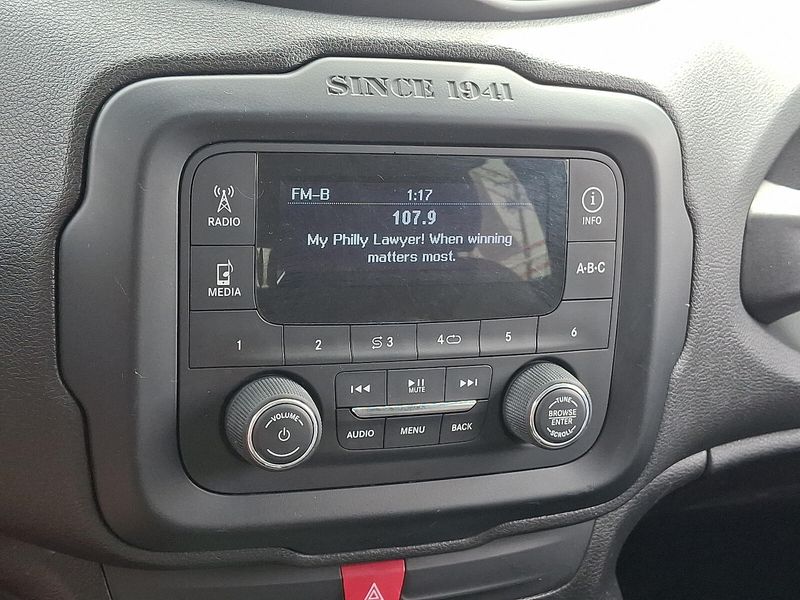 SINCE 1941
FM-B 1:17
107.9
My Philly Lawyer! When winning
matters most.
RADIO
MEDIA
INFO
A·B·C
1 2 3 4 5 6
VOLUME
MUTE
AUDIO MENU BACK
TUNE
BROWSE
ENTER
SCROLL